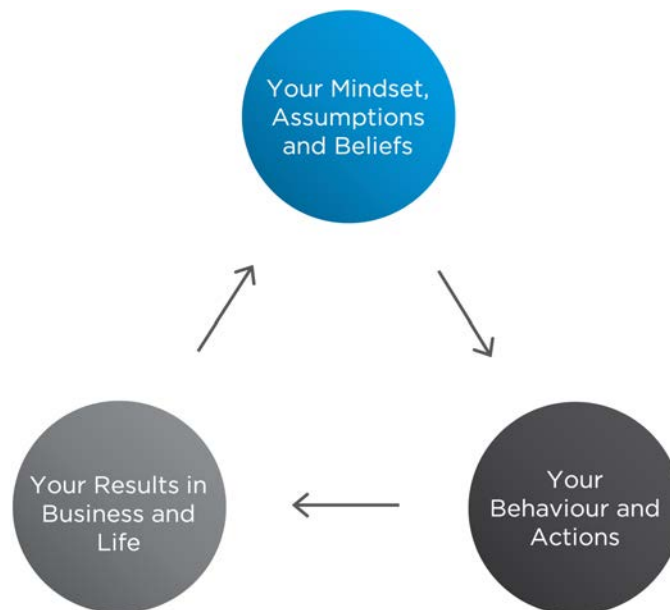 Your Mindset,
Assumptions
and Beliefs
Your Results in
Business and
Life
Your
Behaviour and
Actions